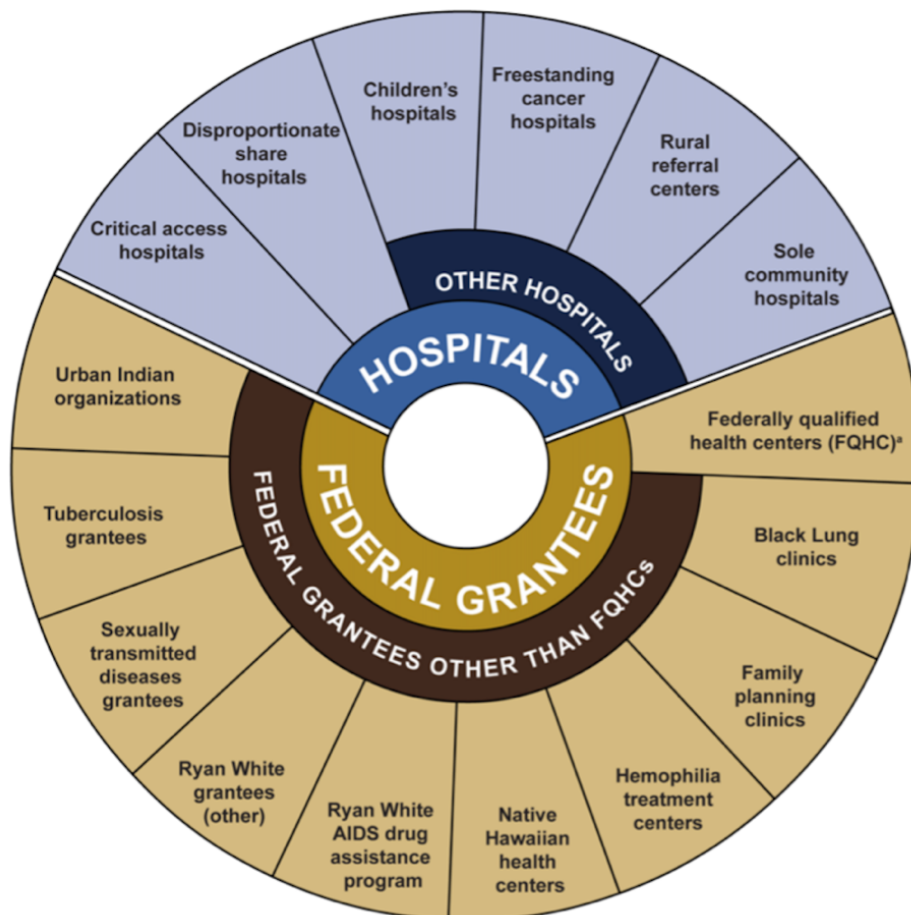 Critical access
hospitals
Disproportionate
share
hospitals
Children’s
hospitals
Freestanding
cancer
hospitals
Rural
referral
centers
Sole
community
hospitals
OTHER HOSPITALS
HOSPITALS
Federally qualified
health centers (FQHC)ᵃ
Black Lung
clinics
Family
planning
clinics
Hemophilia
treatment
centers
Native
Hawaiian
health
centers
Ryan White
AIDS drug
assistance
program
Ryan White
grantees
(other)
Sexually
transmitted
diseases
grantees
Tuberculosis
grantees
Urban Indian
organizations
FEDERAL GRANTEES
FEDERAL GRANTEES OTHER THAN FQHCs